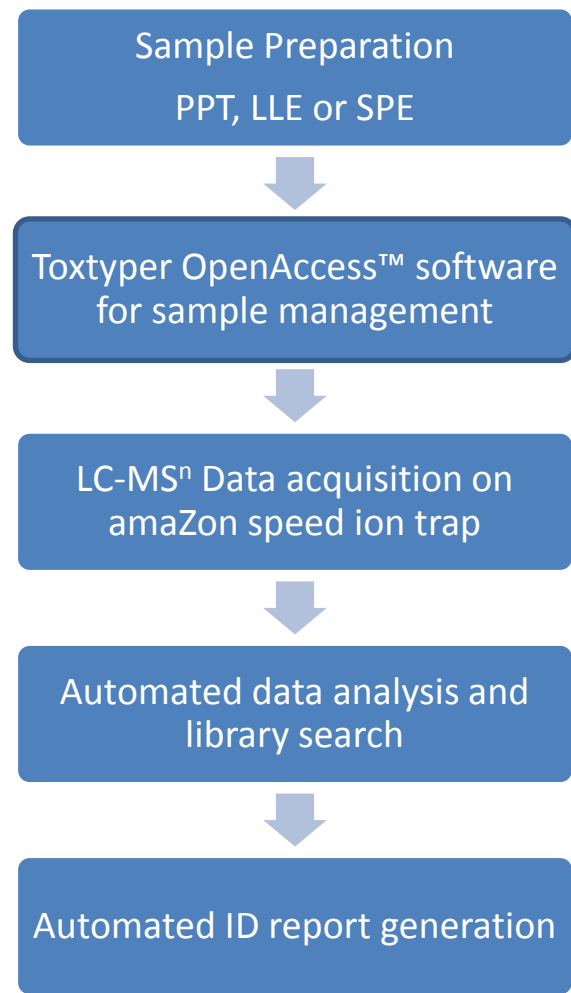 Sample Preparation
PPT, LLE or SPE
Toxtyper OpenAccess™ software
for sample management
LC-MSⁿ Data acquisition on
amaZon speed ion trap
Automated data analysis and
library search
Automated ID report generation